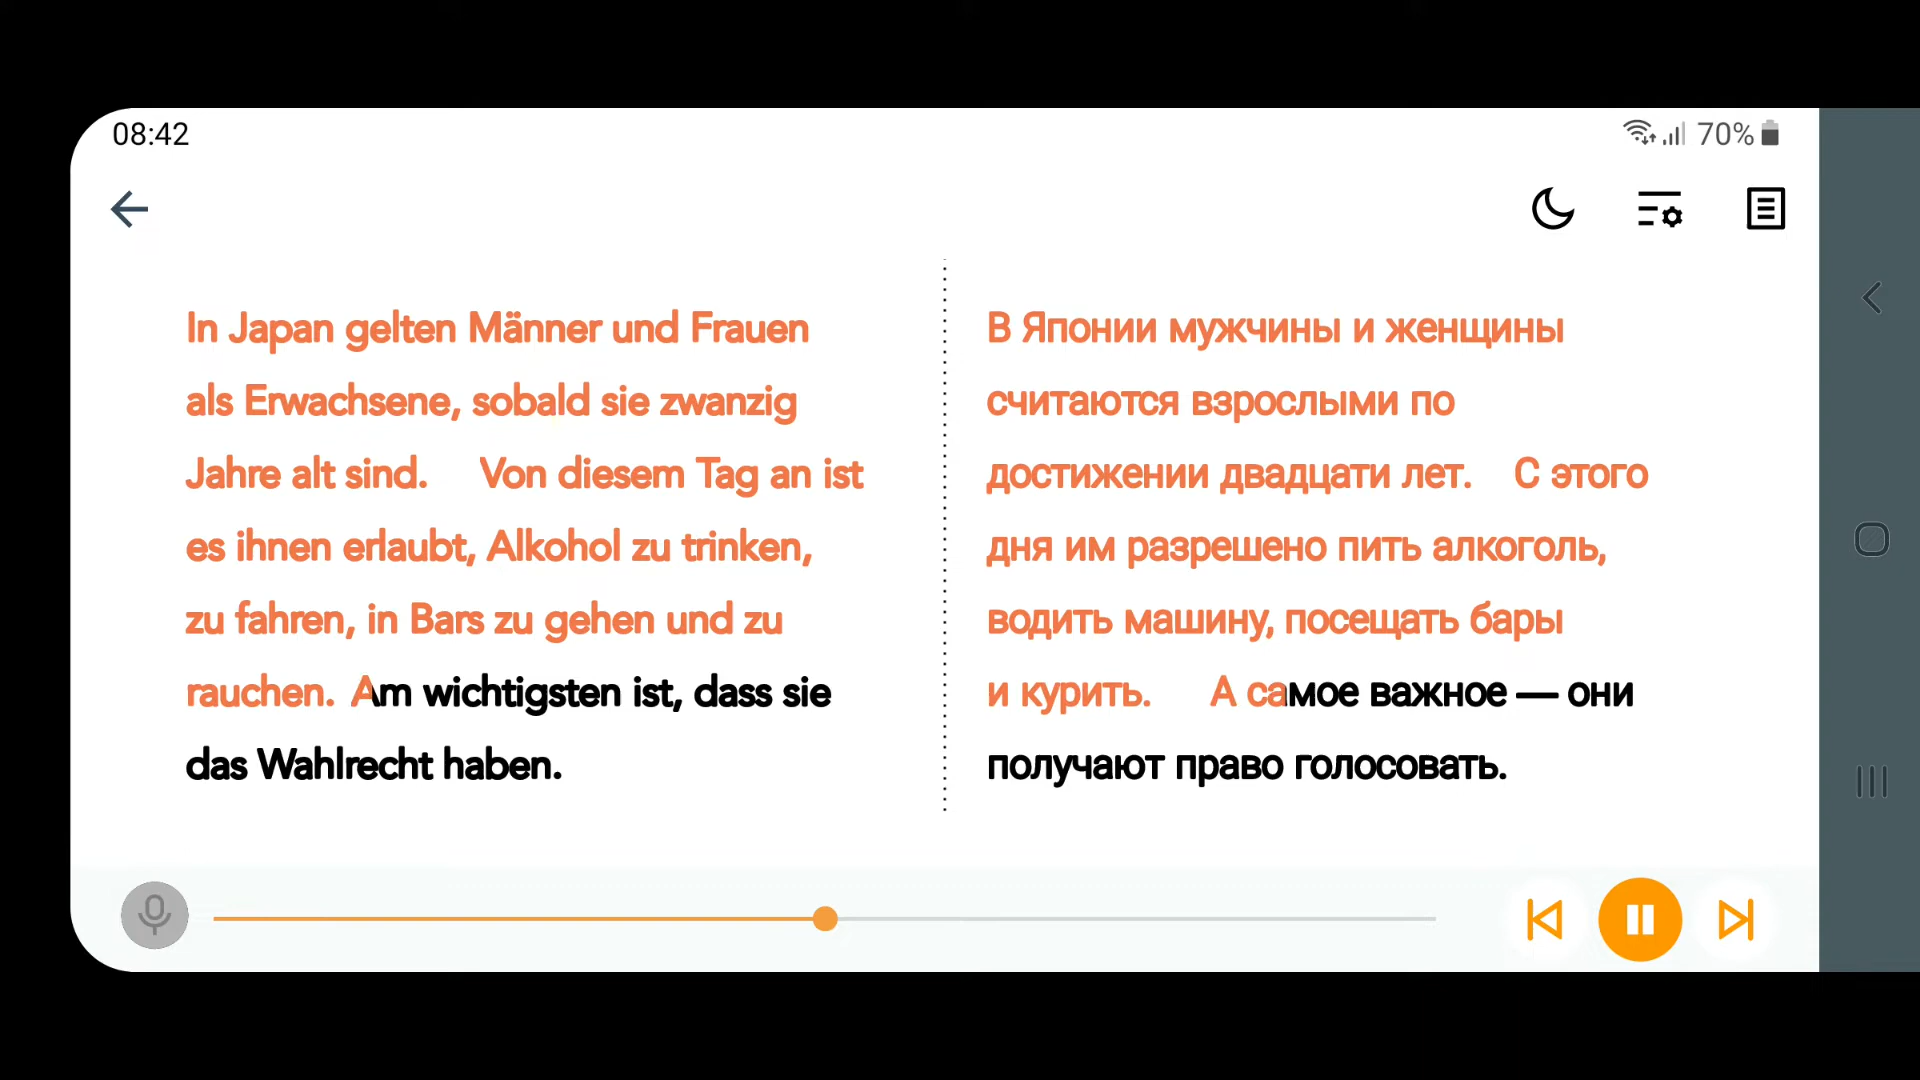 08:42
70%
In Japan gelten Männer und Frauen
als Erwachsene, sobald sie zwanzig
Jahre alt sind. Von diesem Tag an ist
es ihnen erlaubt, Alkohol zu trinken,
zu fahren, in Bars zu gehen und zu
rauchen. Am wichtigsten ist, dass sie
das Wahlrecht haben.
В Японии мужчины и женщины
считаются взрослыми по
достижении двадцати лет. С этого
дня им разрешено пить алкоголь,
водить машину, посещать бары
и курить. А самое важное — они
получают право голосовать.